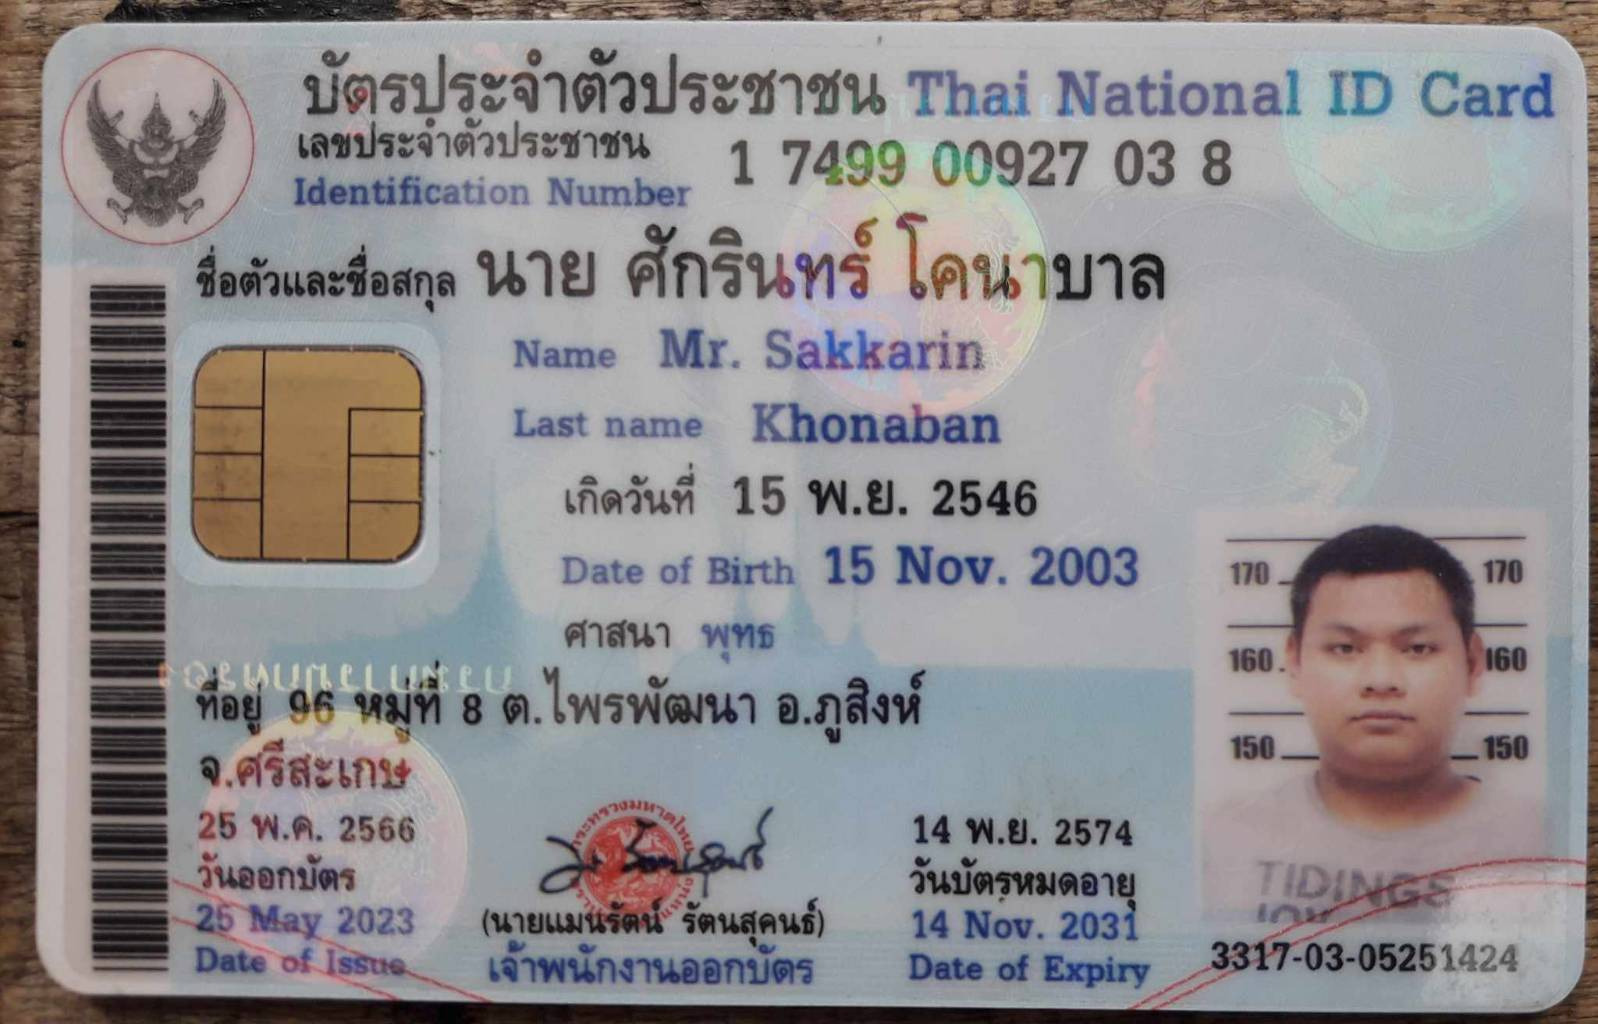 บัตรประจำตัวประชาชน Thai National ID Card
เลขประจำตัวประชาชน
Identification Number 1 7499 00927 03 8
ชื่อตัวและชื่อสกุล นาย ศักรินทร์ โคนาบาล
Name Mr. Sakkarin
Last name Khonaban
เกิดวันที่ 15 พ.ย. 2546
Date of Birth 15 Nov. 2003
ศาสนา พุทธ
ที่อยู่ 96 หมู่ที่ 8 ต.ไพรพัฒนา อ.ภูสิงห์
จ.ศรีสะเกษ
25 พ.ค. 2566
วันออกบัตร
25 May 2023
Date of Issue
(นายแมนรัตน์ รัตนสุคนธ์)
เจ้าพนักงานออกบัตร
14 พ.ย. 2574
วันบัตรหมดอายุ
14 Nov. 2031
Date of Expiry
170 170
160 160
150 150
TIDINGS
3317-03-05251424